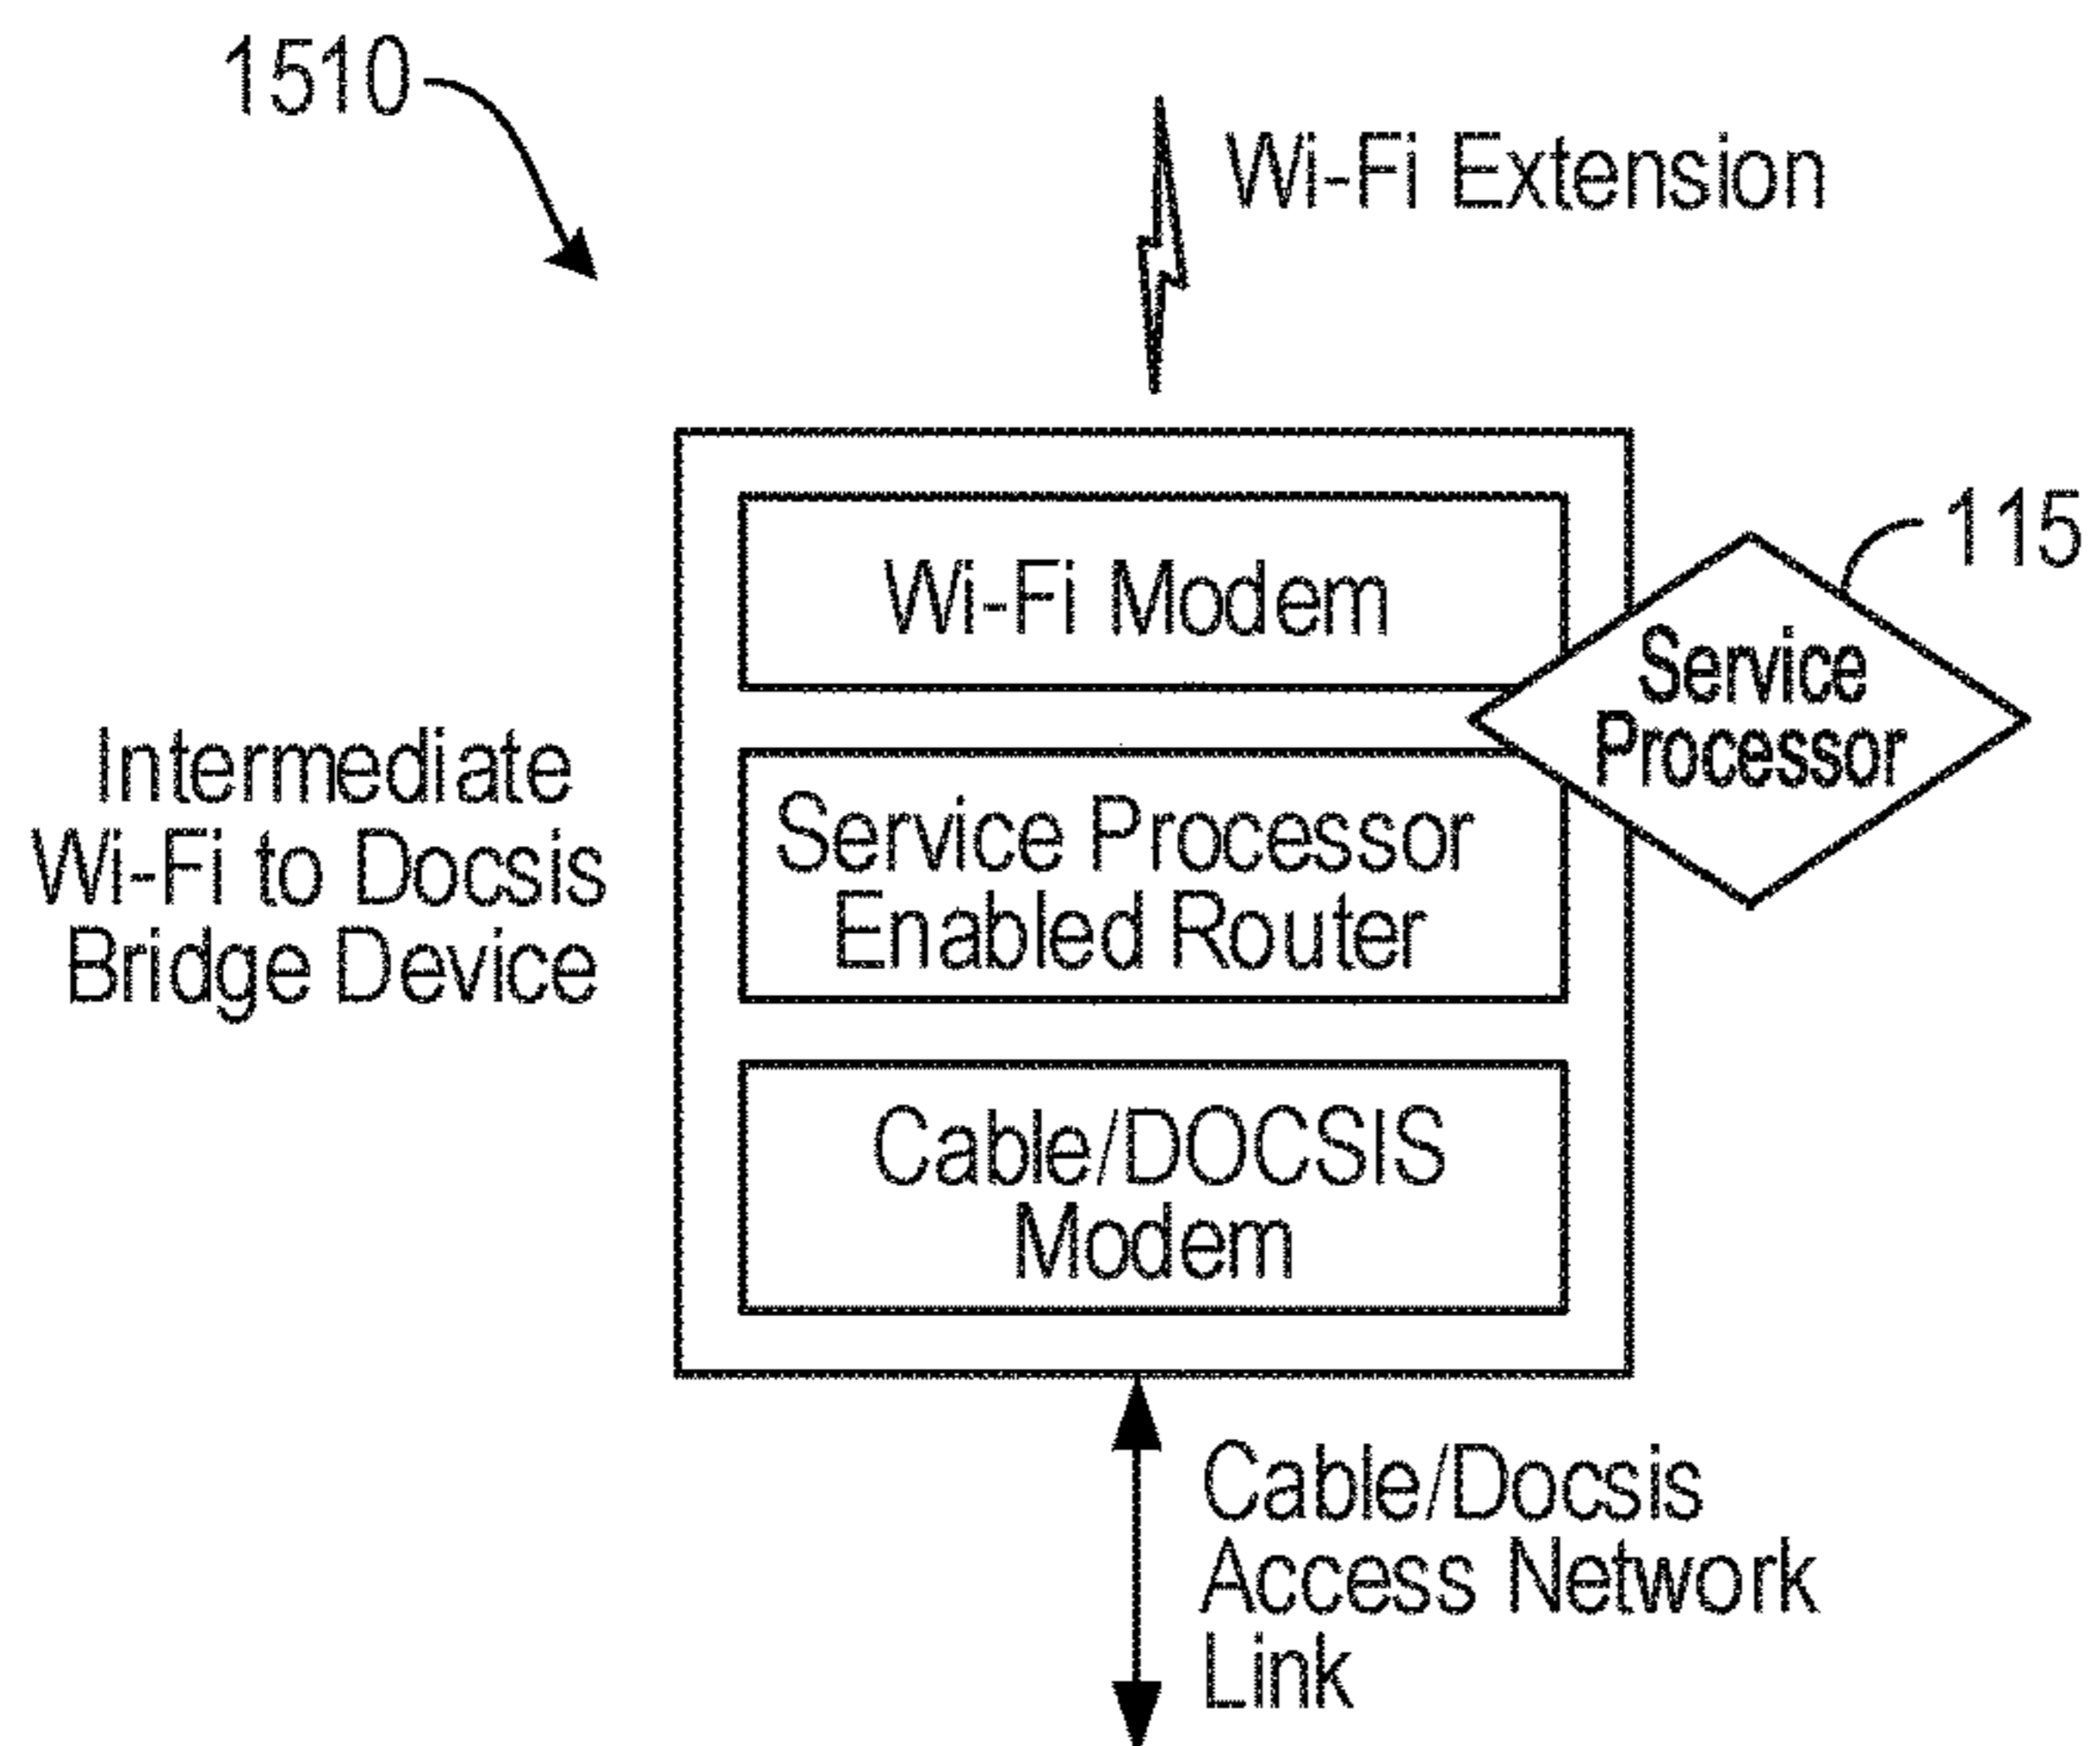 1510
Wi-Fi Extension
Wi-Fi Modem
115
Service
Processor
Intermediate
Wi-Fi to Docsis
Bridge Device
Service Processor
Enabled Router
Cable/DOCSIS
Modem
Cable/Docsis
Access Network
Link